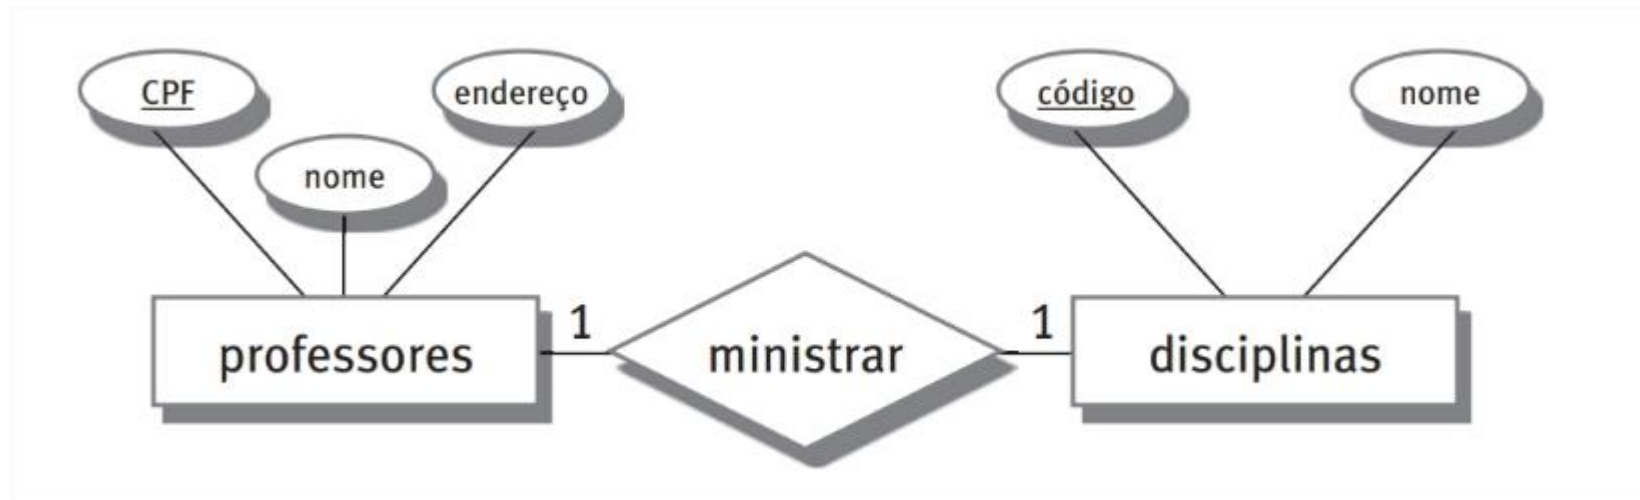 CPF
nome
endereço
código
nome
professores
1
ministrar
1
disciplinas